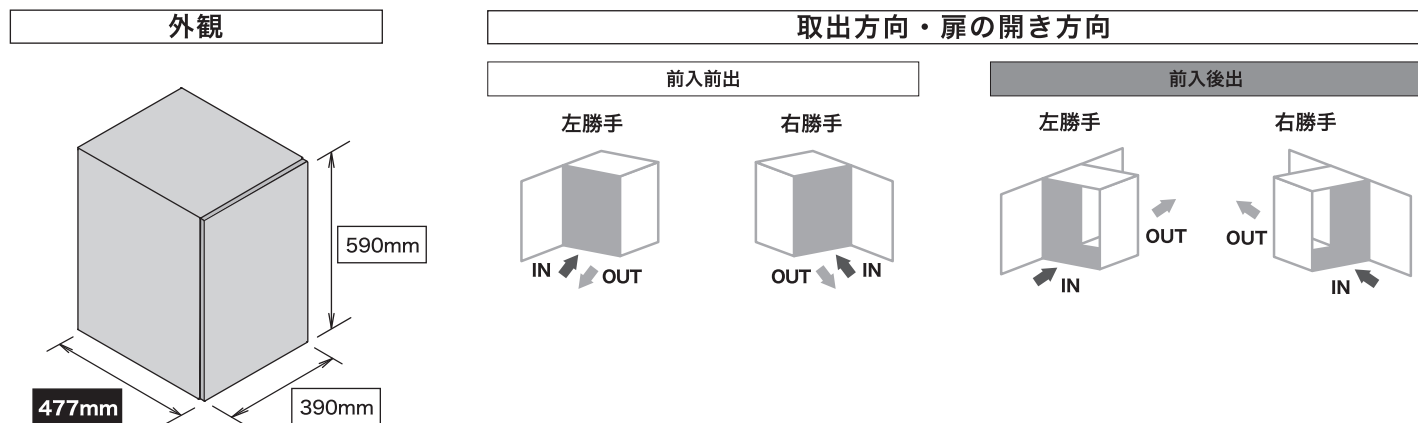 外観
590mm
477mm
390mm
取出方向・扉の開き方向
前入前出
左勝手
右勝手
IN
OUT
OUT
IN
前入後出
左勝手
右勝手
OUT
IN
OUT
IN